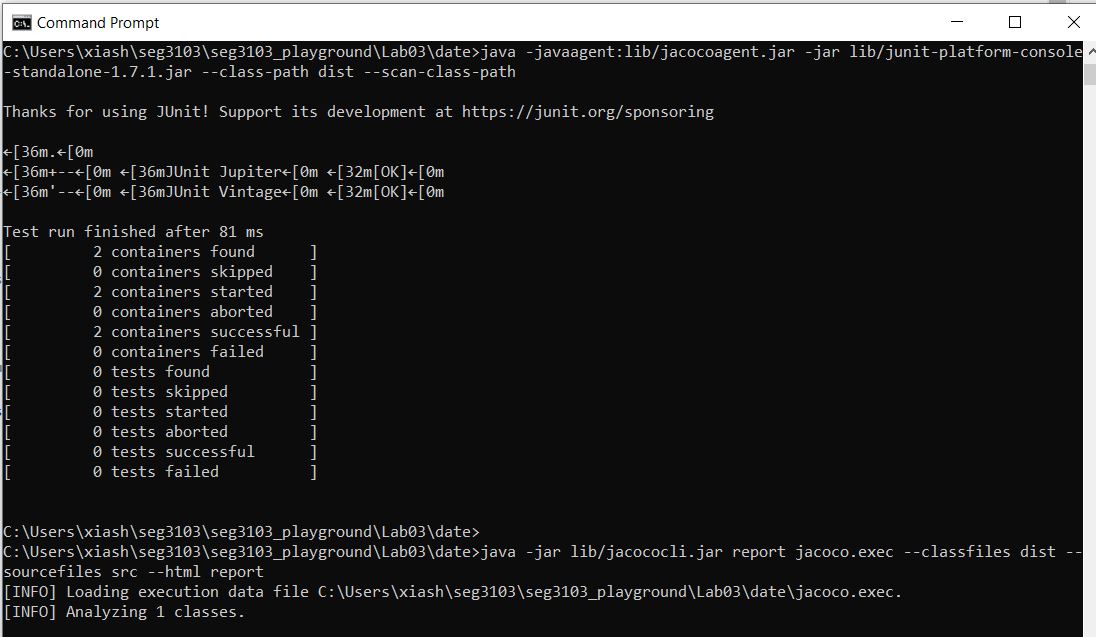 Command Prompt
C:\Users\xiash\seg3103\seg3103_playground\Lab03\date>java -javaagent:lib/jacocoagent.jar -jar lib/junit-platform-console
-standalone-1.7.1.jar --class-path dist --scan-class-path
Thanks for using JUnit! Support its development at https://junit.org/sponsoring
←[36m.←[0m
←[36m+--←[0m ←[36mJUnit Jupiter←[0m ←[32m[OK]←[0m
←[36m'--←[0m ←[36mJUnit Vintage←[0m ←[32m[OK]←[0m
Test run finished after 81 ms
[         2 containers found      ]
[         0 containers skipped    ]
[         2 containers started    ]
[         0 containers aborted    ]
[         2 containers successful ]
[         0 containers failed     ]
[         0 tests found           ]
[         0 tests skipped         ]
[         0 tests started         ]
[         0 tests aborted         ]
[         0 tests successful      ]
[         0 tests failed          ]
C:\Users\xiash\seg3103\seg3103_playground\Lab03\date>
C:\Users\xiash\seg3103\seg3103_playground\Lab03\date>java -jar lib/jacococli.jar report jacoco.exec --classfiles dist --
sourcefiles src --html report
[INFO] Loading execution data file C:\Users\xiash\seg3103\seg3103_playground\Lab03\date\jacoco.exec.
[INFO] Analyzing 1 classes.